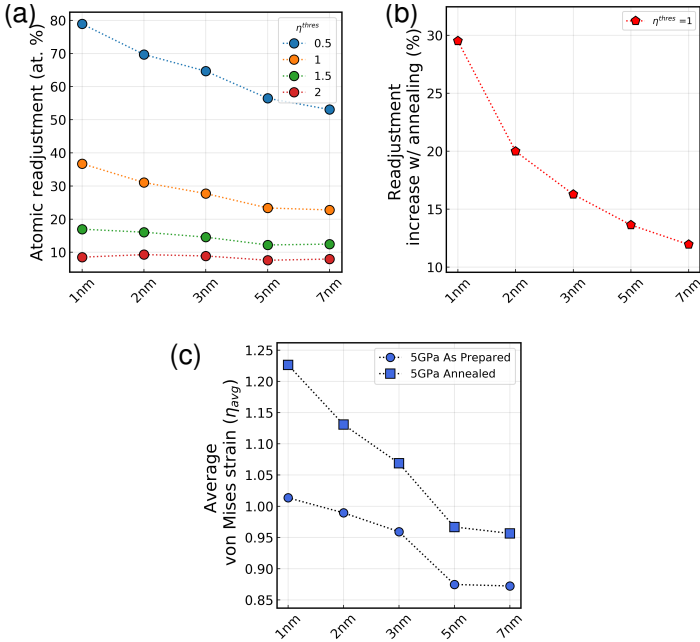 (a)
Atomic readjustment (at. %)
80
70
60
50
40
30
20
10
1nm
2nm
3nm
5nm
7nm
η^thres
0.5
1
1.5
2
(b)
Readjustment
increase w/ annealing (%)
30
25
20
15
10
1nm
2nm
3nm
5nm
7nm
η^thres =1
(c)
Average
von Mises strain (η_avg)
1.25
1.20
1.15
1.10
1.05
1.00
0.95
0.90
0.85
1nm
2nm
3nm
5nm
7nm
5GPa As Prepared
5GPa Annealed